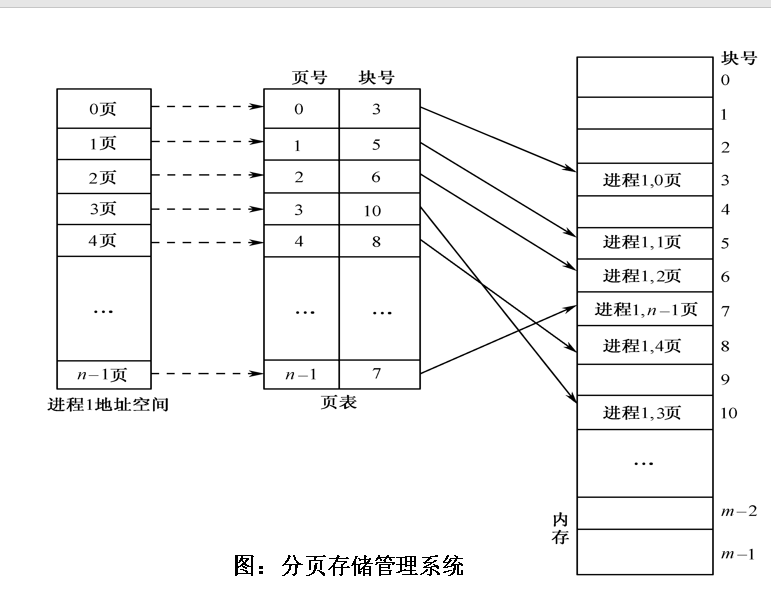 页号 块号
块号
0页
1页
2页
3页
4页
…
n−1页
进程1地址空间
0 3
1 5
2 6
3 10
4 8
… …
n−1 7
页表
0
1
2
进程1,0页 3
4
进程1,1页 5
进程1,2页 6
进程1,n−1页 7
进程1,4页 8
9
进程1,3页 10
…
m−2
m−1
内存
图：分页存储管理系统